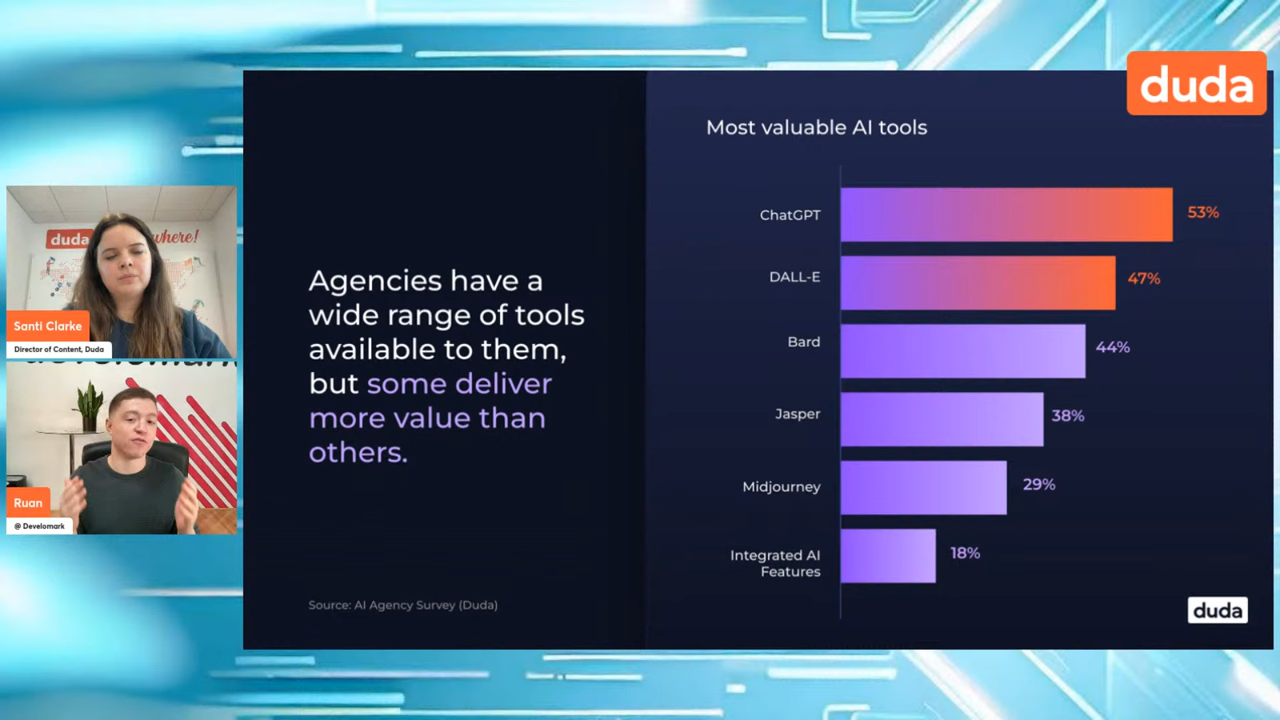 duda
Most valuable AI tools
ChatGPT
53%
DALL-E
47%
Bard
44%
Jasper
38%
Midjourney
29%
Integrated AI
Features
18%
Agencies have a
wide range of tools
available to them,
but some deliver
more value than
others.
Source: AI Agency Survey (Duda)
duda
duda
Santi Clarke
Director of Content, Duda
Ruan
@ Develomark